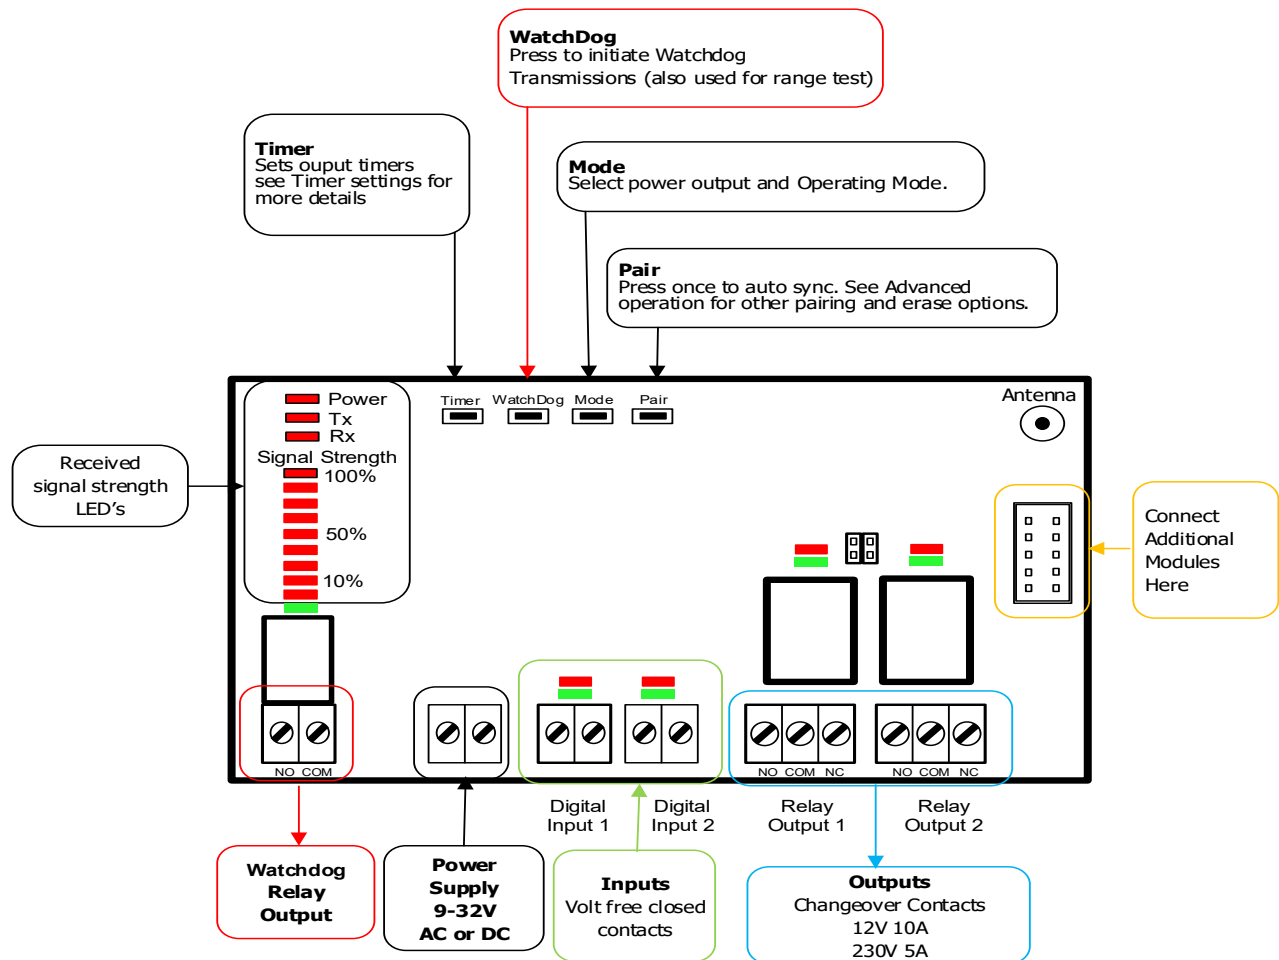 WatchDog
Press to initiate Watchdog
Transmissions (also used for range test)
Timer
Sets ouput timers
see Timer settings for
more details
Mode
Select power output and Operating Mode.
Pair
Press once to auto sync. See Advanced
operation for other pairing and erase options.
Power
Tx
Rx
Signal Strength
100%
50%
10%
Timer WatchDog Mode Pair
Antenna
Received
signal strength
LED's
Connect
Additional
Modules
Here
NO COM
NO COM NC
NO COM NC
Digital
Input 1
Digital
Input 2
Relay
Output 1
Relay
Output 2
Watchdog
Relay
Output
Power
Supply
9-32V
AC or DC
Inputs
Volt free closed
contacts
Outputs
Changeover Contacts
12V 10A
230V 5A